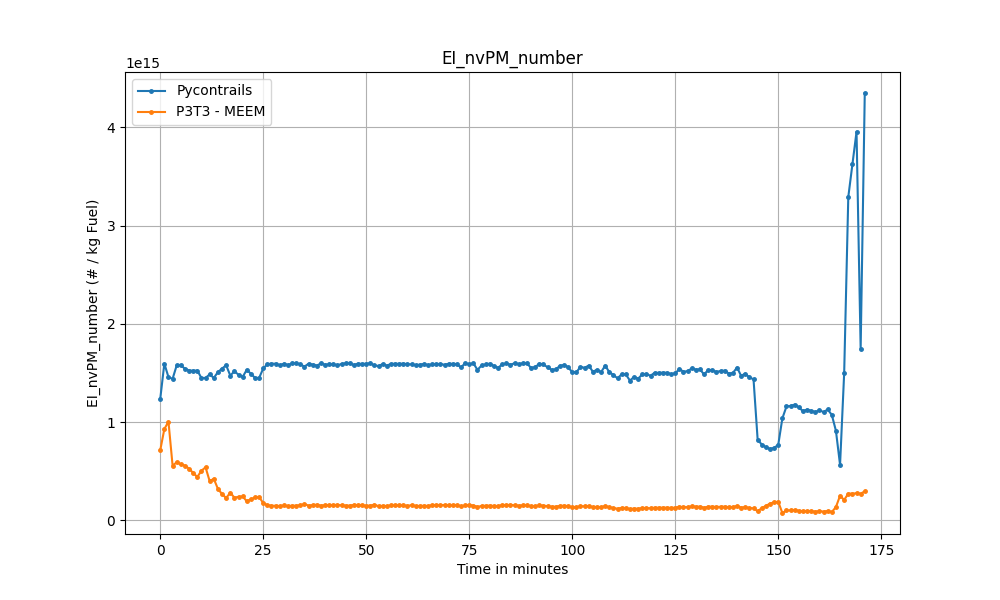 EI_nvPM_number
1e15
Pycontrails
P3T3 - MEEM
4
3
2
1
0
EI_nvPM_number (# / kg Fuel)
0 25 50 75 100 125 150 175
Time in minutes